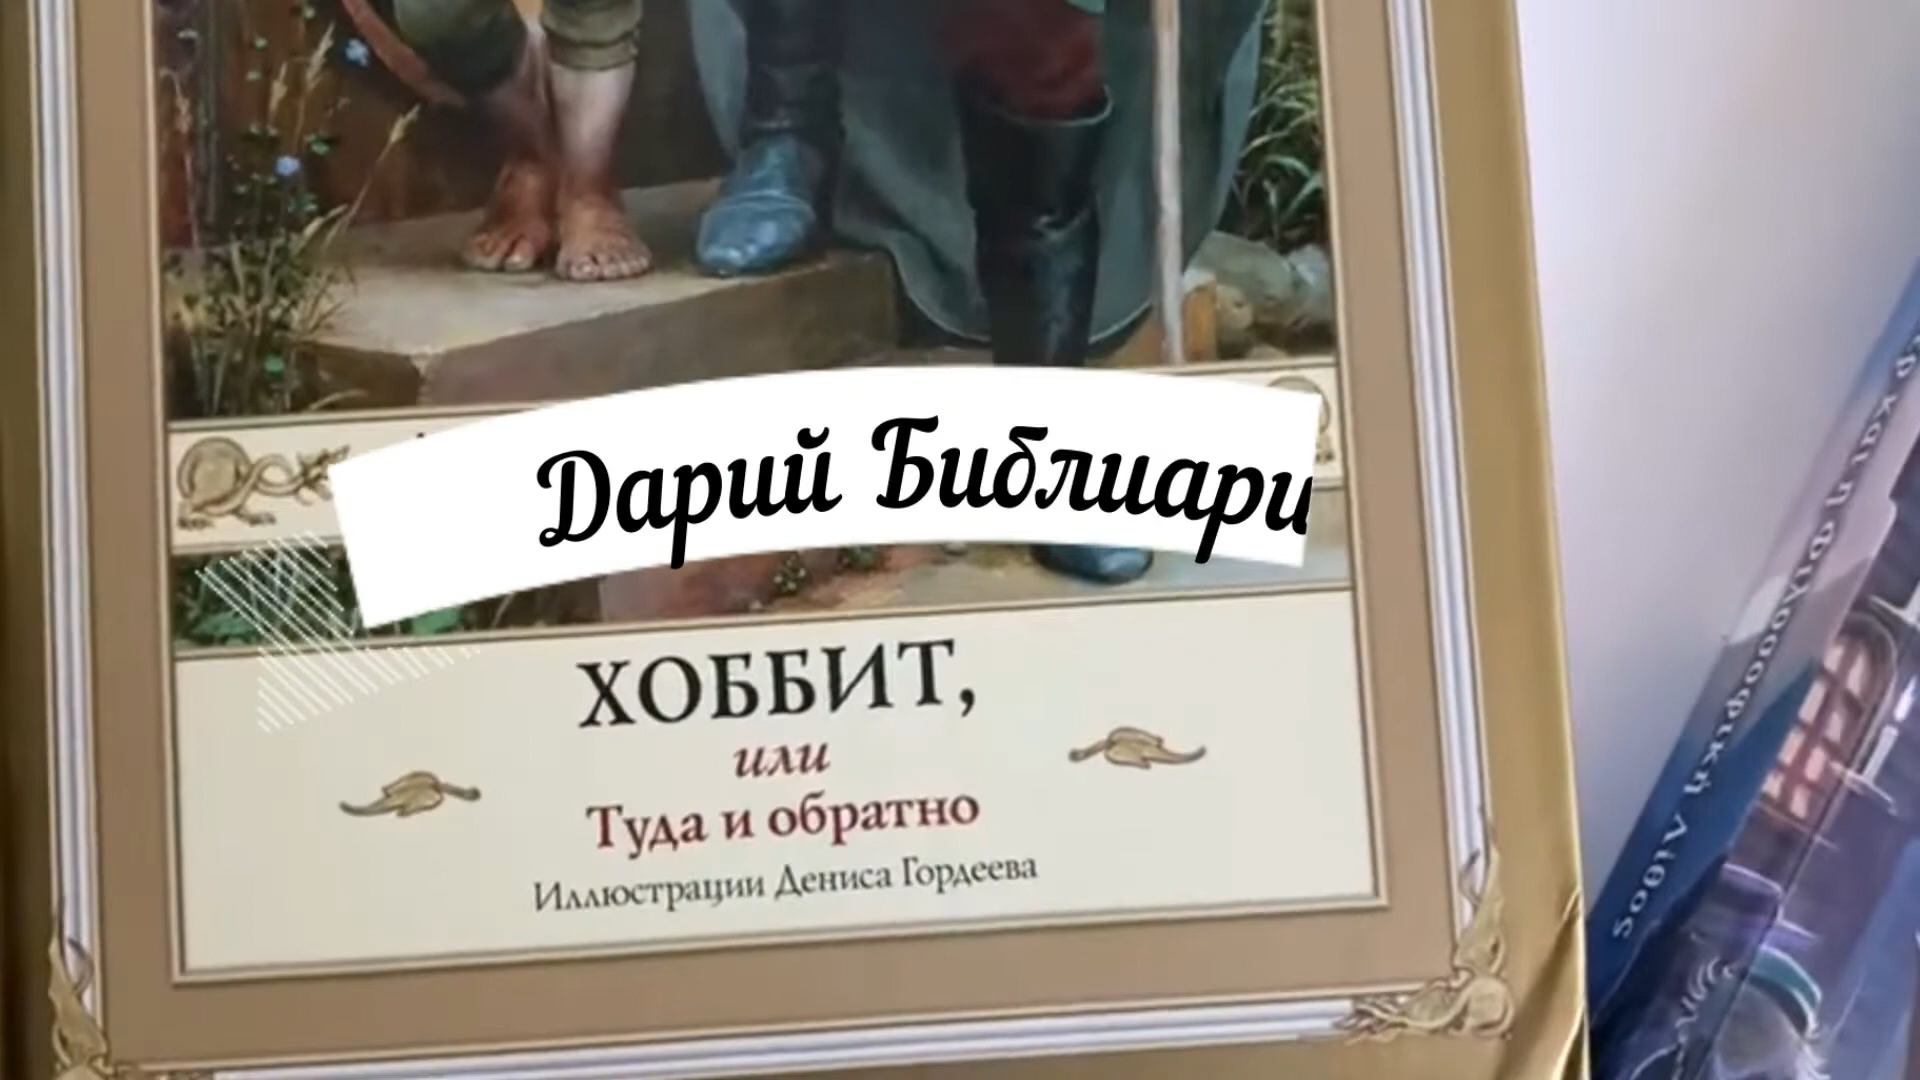 Дарий Библиари
ХОББИТ,
или
Туда и обратно
Иллюстрации Дениса Гордеева